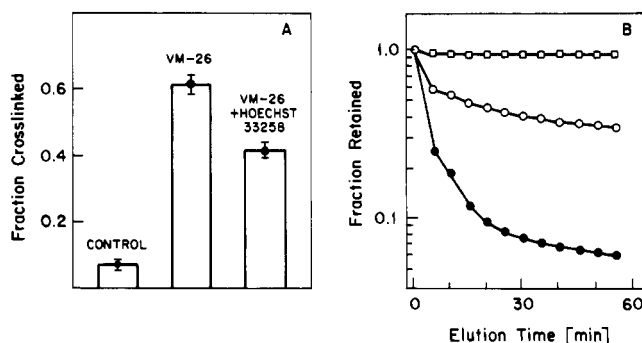 A
Fraction Crosslinked
0.6
0.4
0.2
CONTROL
VM-26
VM-26
+HOECHST
33258
B
Fraction Retained
1.0
0.1
0
30
60
Elution Time [min]